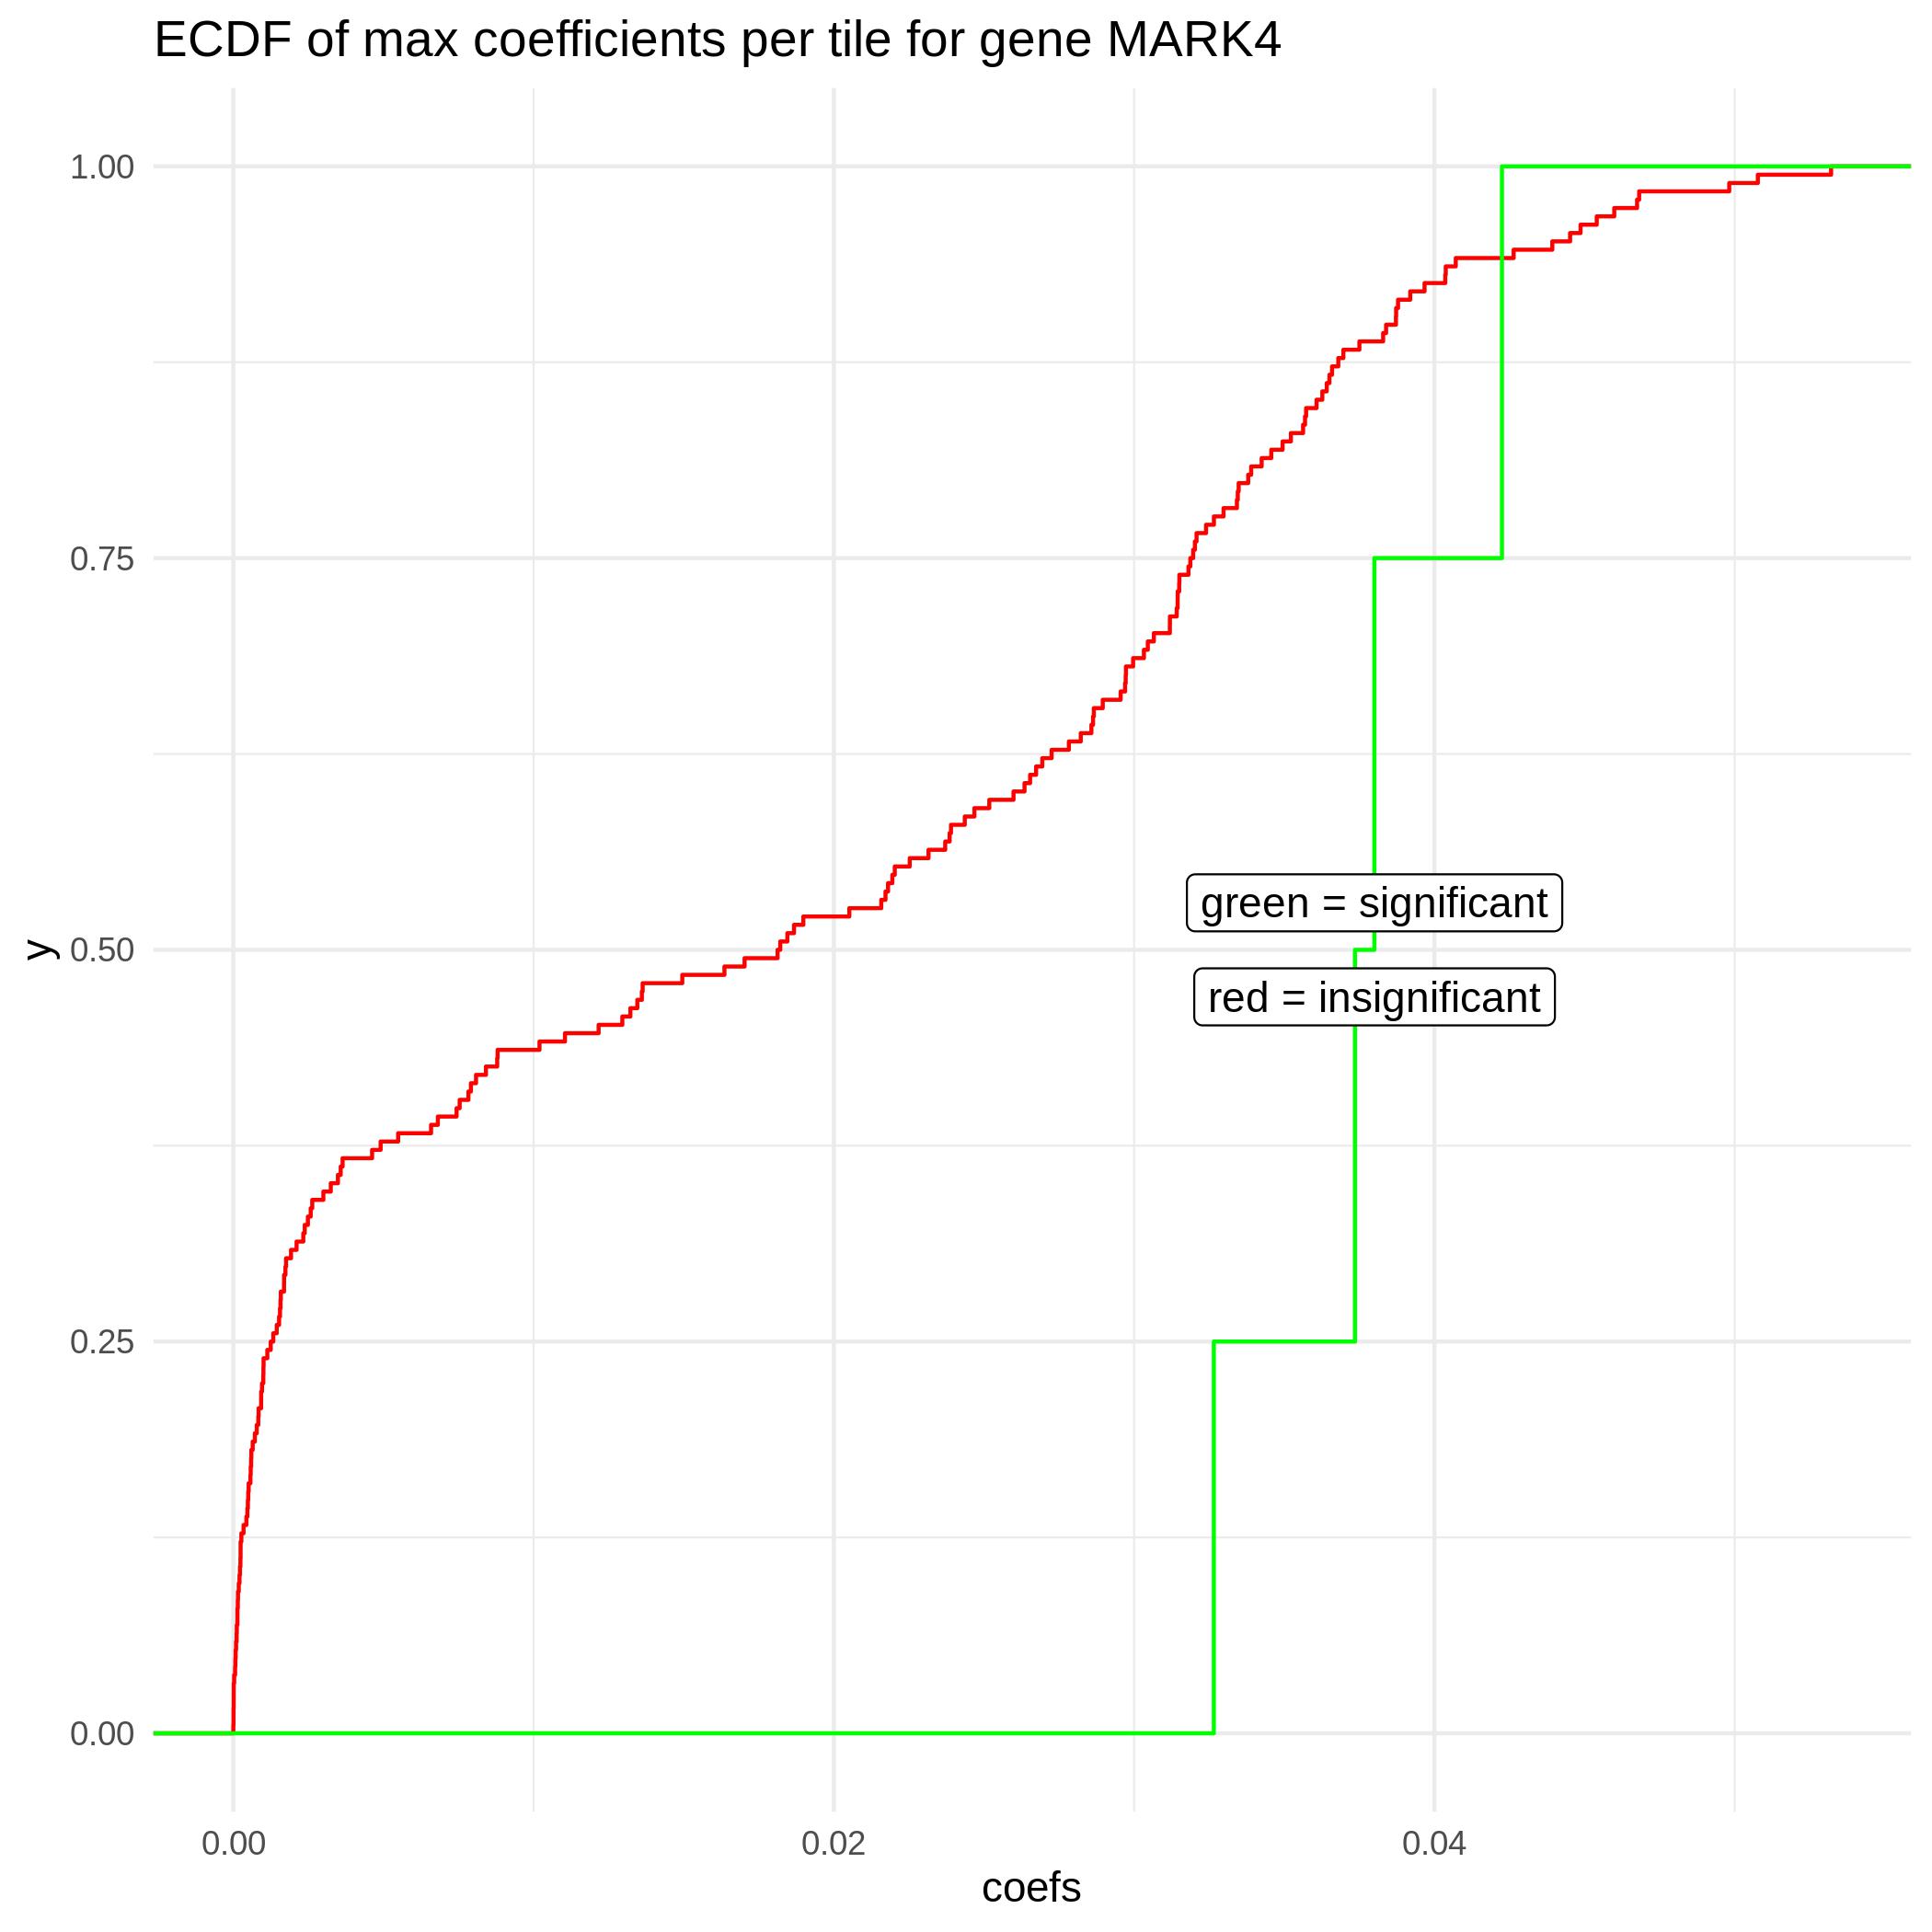 ECDF of max coefficients per tile for gene MARK4
1.00
0.75
0.50
0.25
0.00
y
green = significant
red = insignificant
0.00 0.02 0.04
coefs